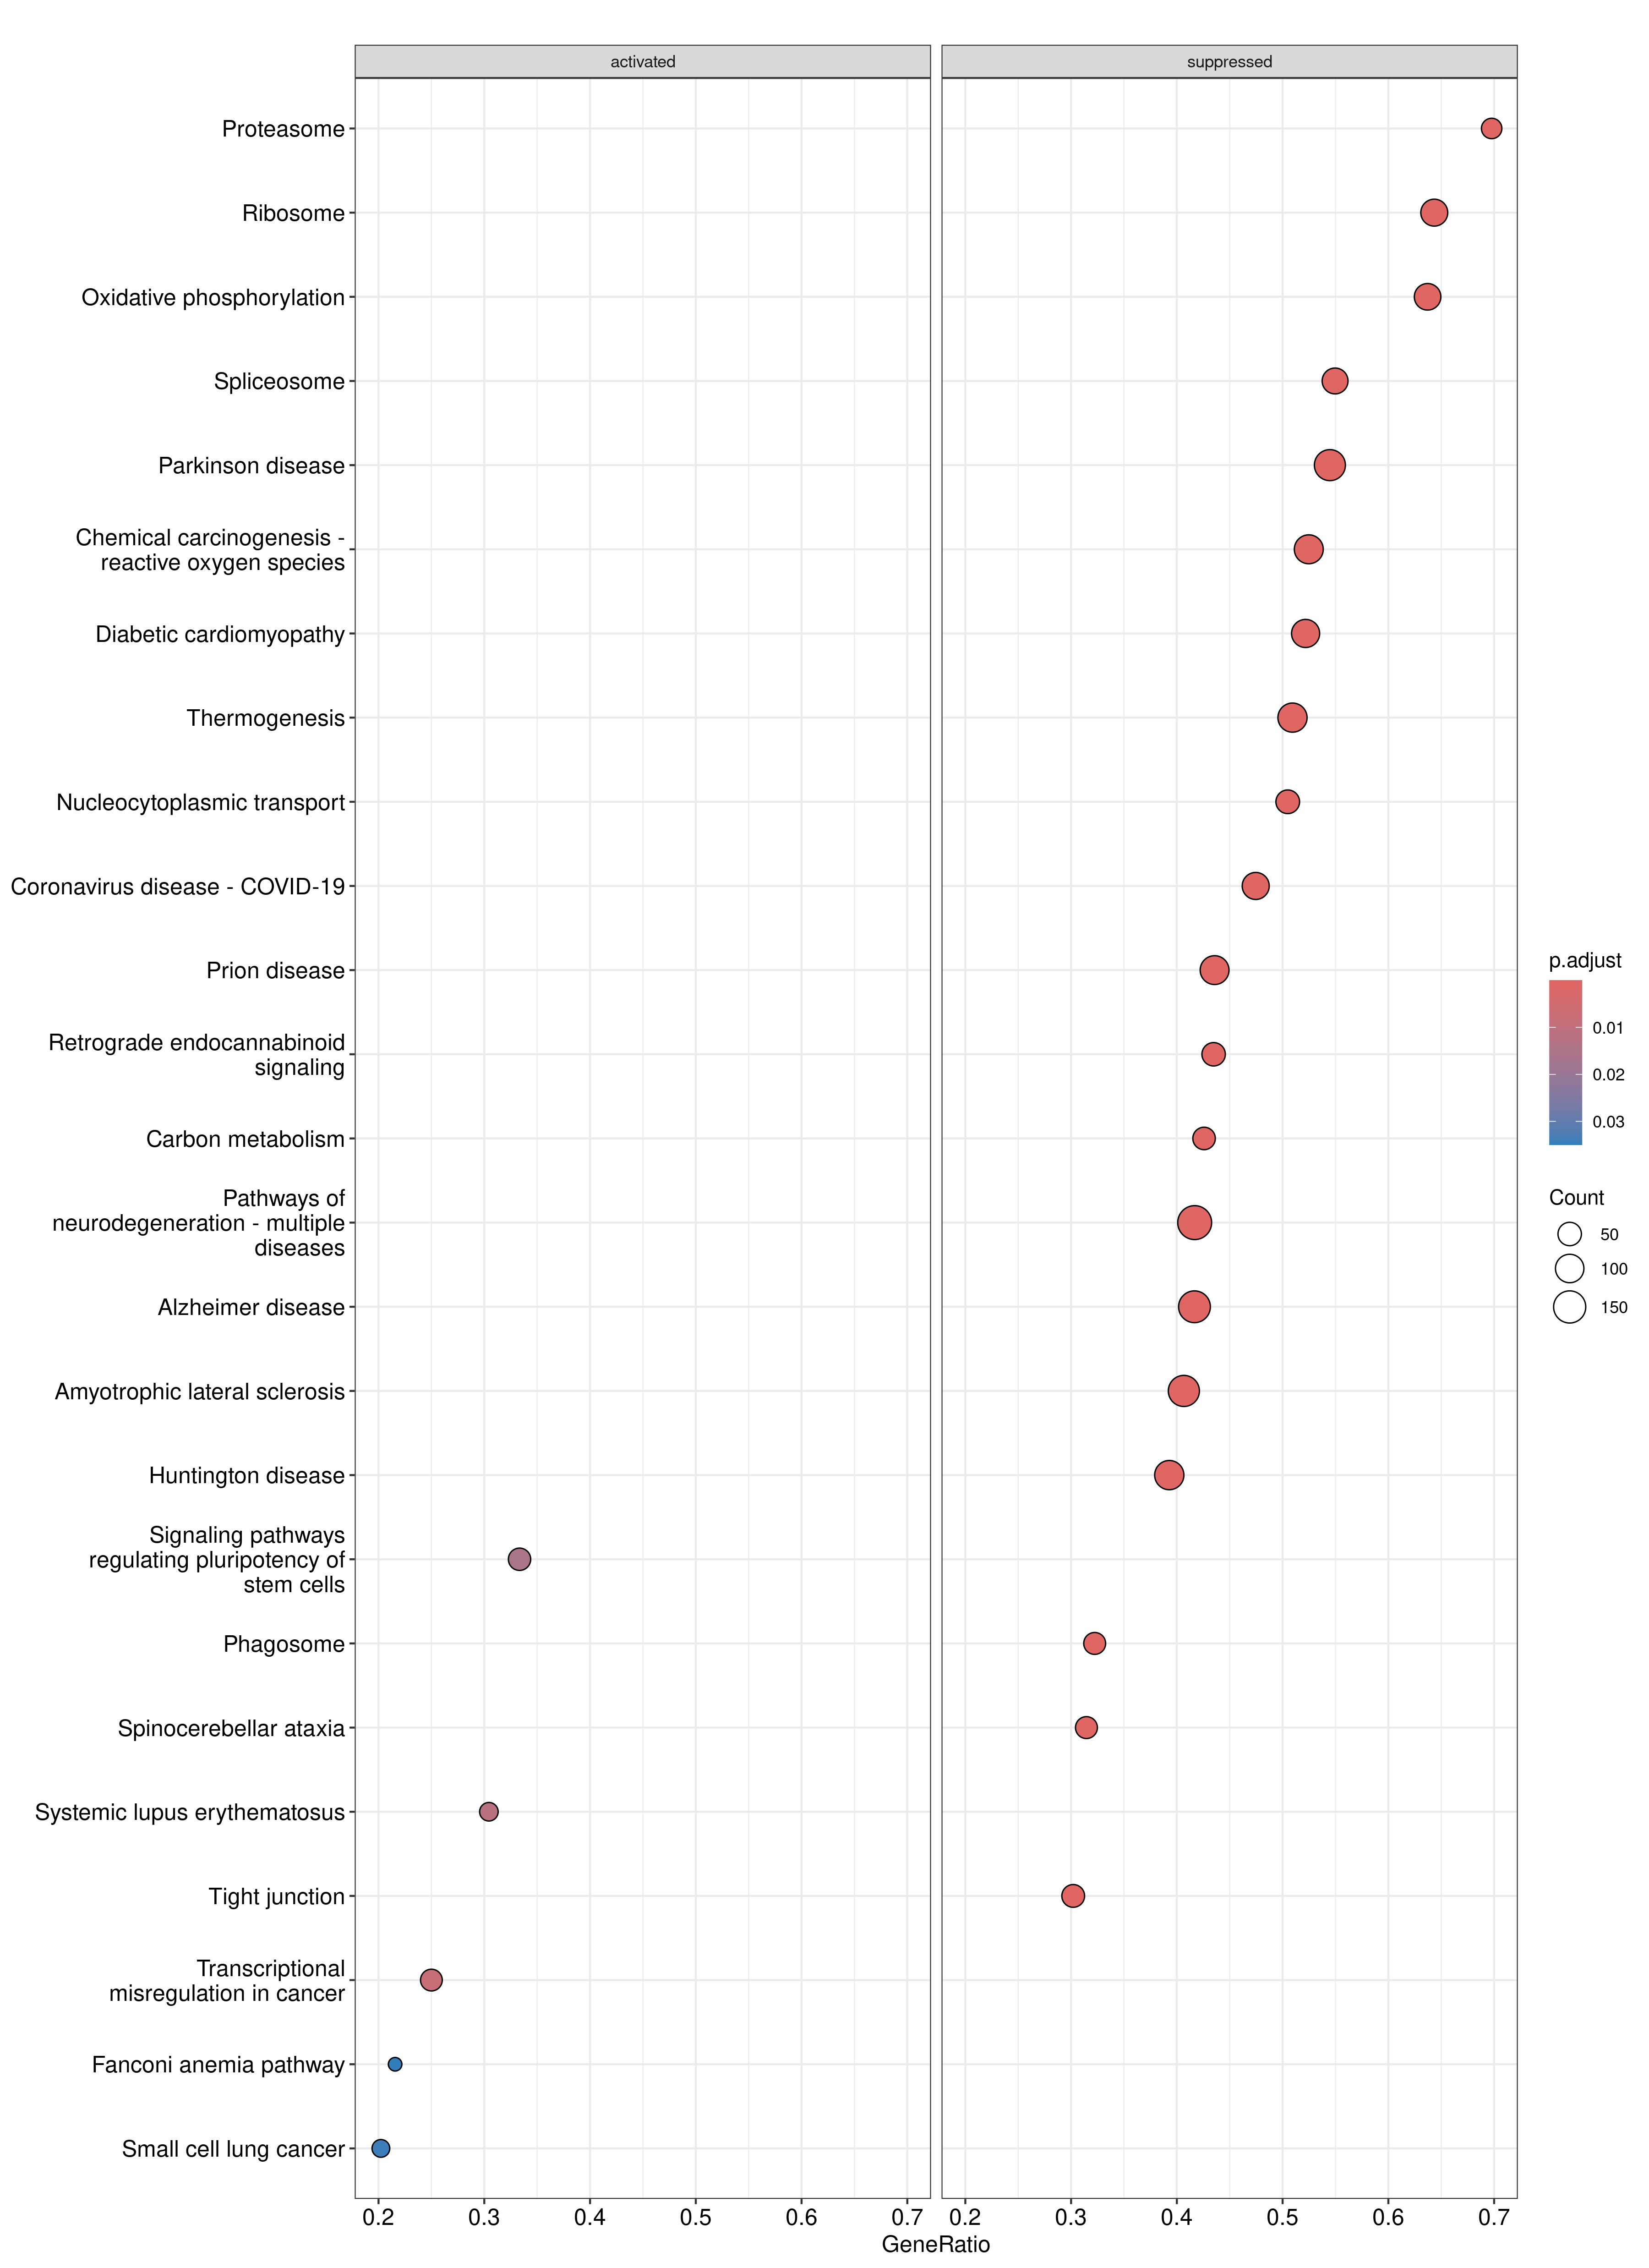 activated
suppressed
Proteasome
Ribosome
Oxidative phosphorylation
Spliceosome
Parkinson disease
Chemical carcinogenesis -
reactive oxygen species
Diabetic cardiomyopathy
Thermogenesis
Nucleocytoplasmic transport
Coronavirus disease - COVID-19
Prion disease
Retrograde endocannabinoid
signaling
Carbon metabolism
Pathways of
neurodegeneration - multiple
diseases
Alzheimer disease
Amyotrophic lateral sclerosis
Huntington disease
Signaling pathways
regulating pluripotency of
stem cells
Phagosome
Spinocerebellar ataxia
Systemic lupus erythematosus
Tight junction
Transcriptional
misregulation in cancer
Fanconi anemia pathway
Small cell lung cancer
0.2 0.3 0.4 0.5 0.6 0.7 0.2 0.3 0.4 0.5 0.6 0.7
GeneRatio
p.adjust
0.01
0.02
0.03
Count
50
100
150